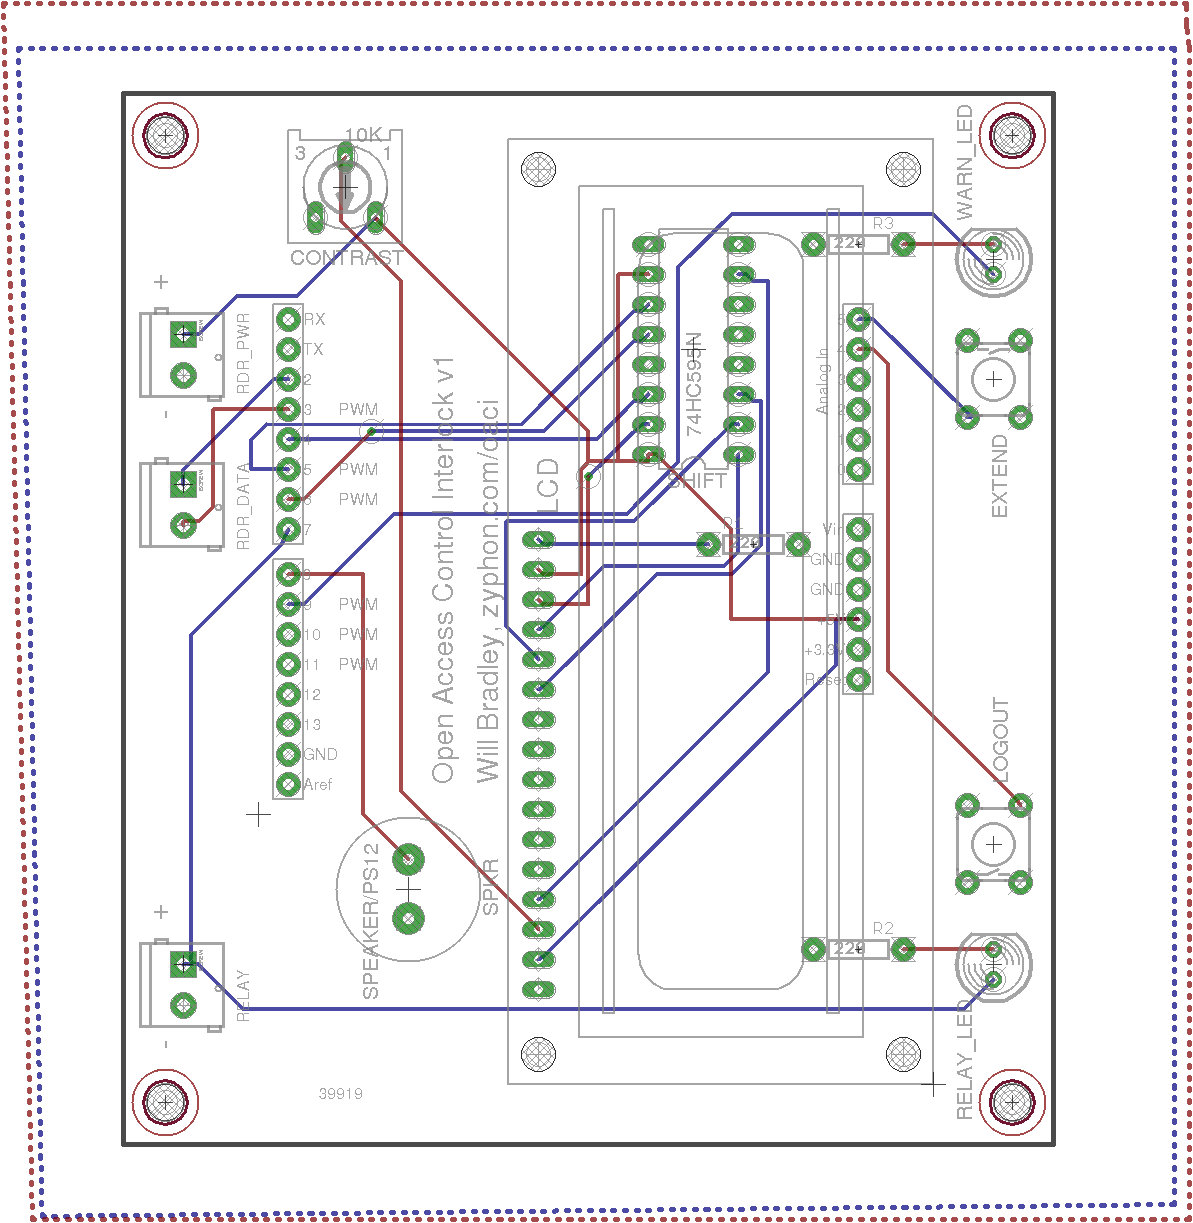 WARN_LED
10K
3
1
CONTRAST
R3
220
+
RDR_PWR
-
RX
TX
2
3 PWM
4
5 PWM
6 PWM
7
RDR_DATA
8
9 PWM
10 PWM
11 PWM
12
13
GND
Aref
Open Access Control Interlock v1
Will Bradley, zyphon.com/oaci
LCD
74HC595N
SHIFT
R1
220
Analog In
5
4
3
2
1
0
Vin
GND
GND
+5V
+3.3V
Reset
EXTEND
LOGOUT
SPEAKER/PS12
SPKR
R2
220
+
RELAY
-
RELAY_LED
39919